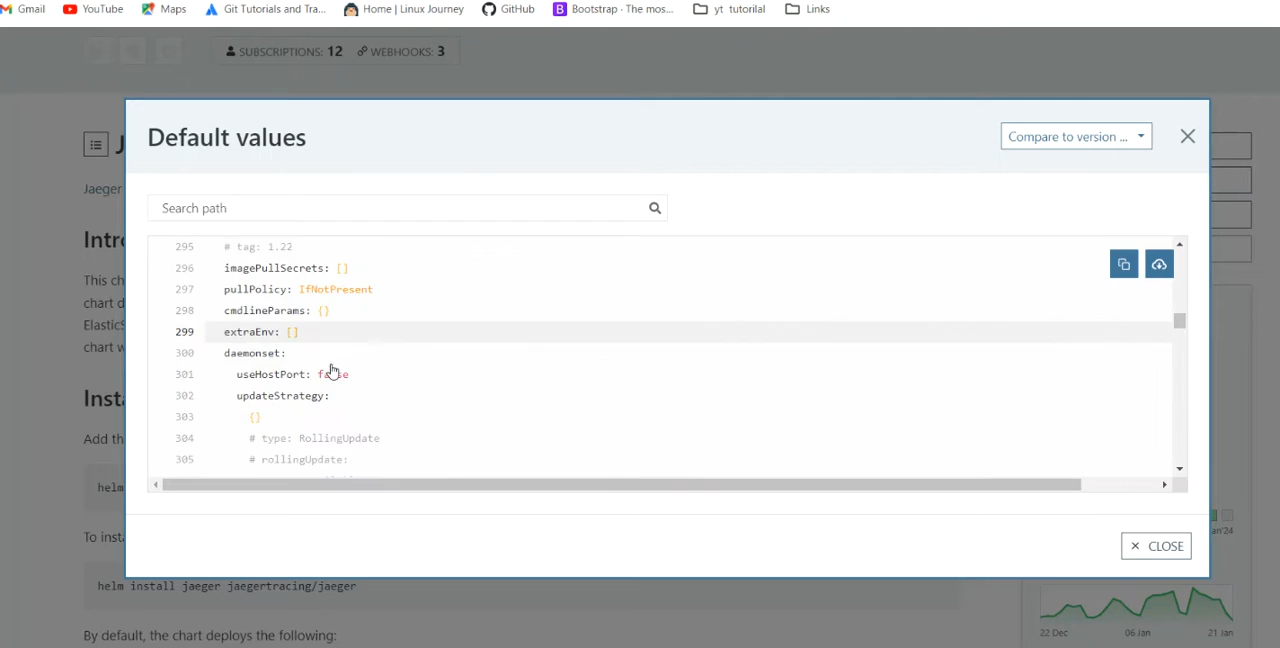 Gmail YouTube Maps Git Tutorials and Tra... Home | Linux Journey GitHub B Bootstrap · The mos... yt tutorilal Links
SUBSCRIPTIONS: 12 WEBHOOKS: 3
Default values
Compare to version ...
Jaeger
Search path
295 # tag: 1.22
296 imagePullSecrets: []
297 pullPolicy: IfNotPresent
298 cmdlineParams: {}
299 extraEnv: []
300 daemonset:
301 useHostPort: false
302 updateStrategy:
303 {}
304 # type: RollingUpdate
305 # rollingUpdate:
This ch
chart d
ElasticS
chart w
Add th
helm
CLOSE
an'24
To insta
helm install jaeger jaegertracing/jaeger
By default, the chart deploys the following:
22 Dec 06 Jan 21 Jan